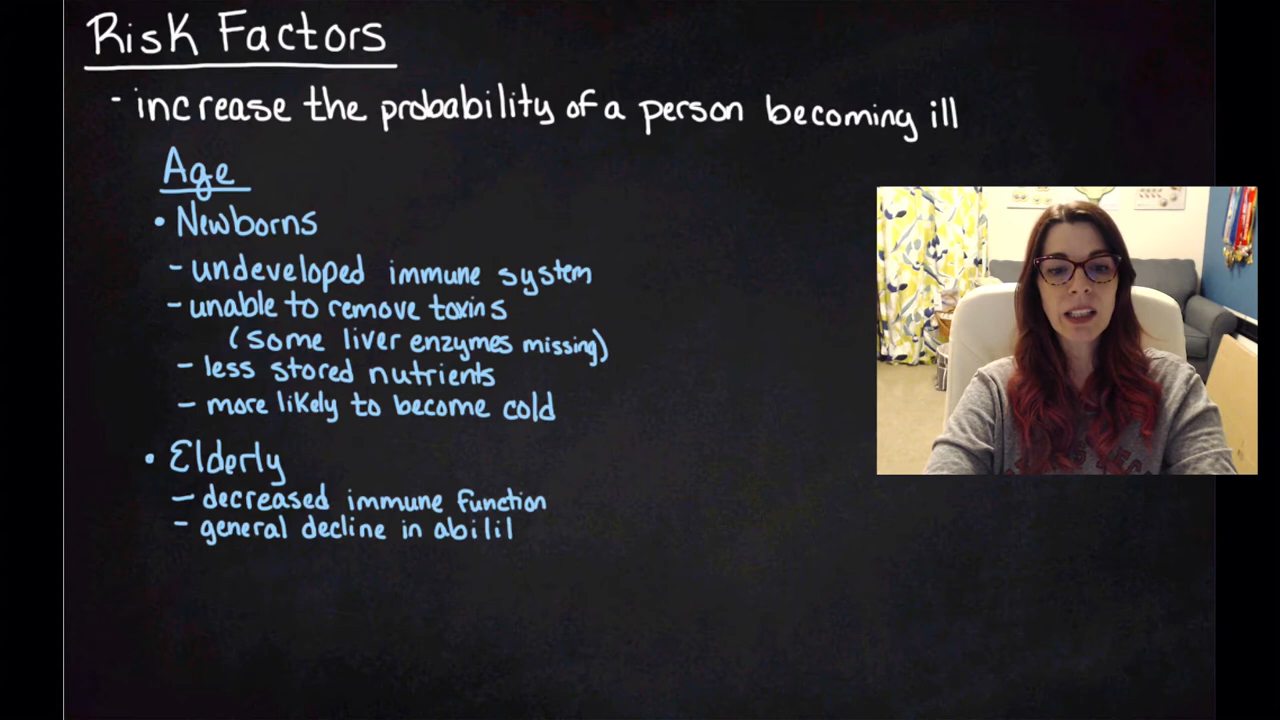 Risk Factors
- increase the probability of a person becoming ill
Age
• Newborns
- undeveloped immune system
- unable to remove toxins
(some liver enzymes missing)
- less stored nutrients
- more likely to become cold
• Elderly
- decreased immune function
- general decline in abilil